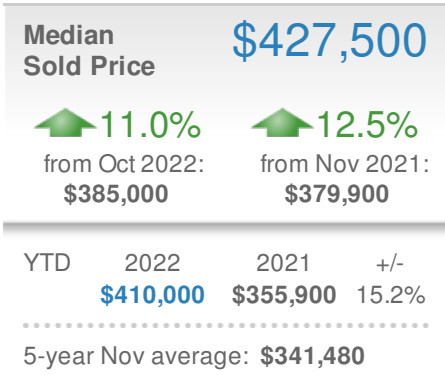 Median
Sold Price
$427,500
11.0%
12.5%
from Oct 2022:
from Nov 2021:
$385,000
$379,900
YTD 2022 2021 +/-
$410,000 $355,900 15.2%
5-year Nov average: $341,480